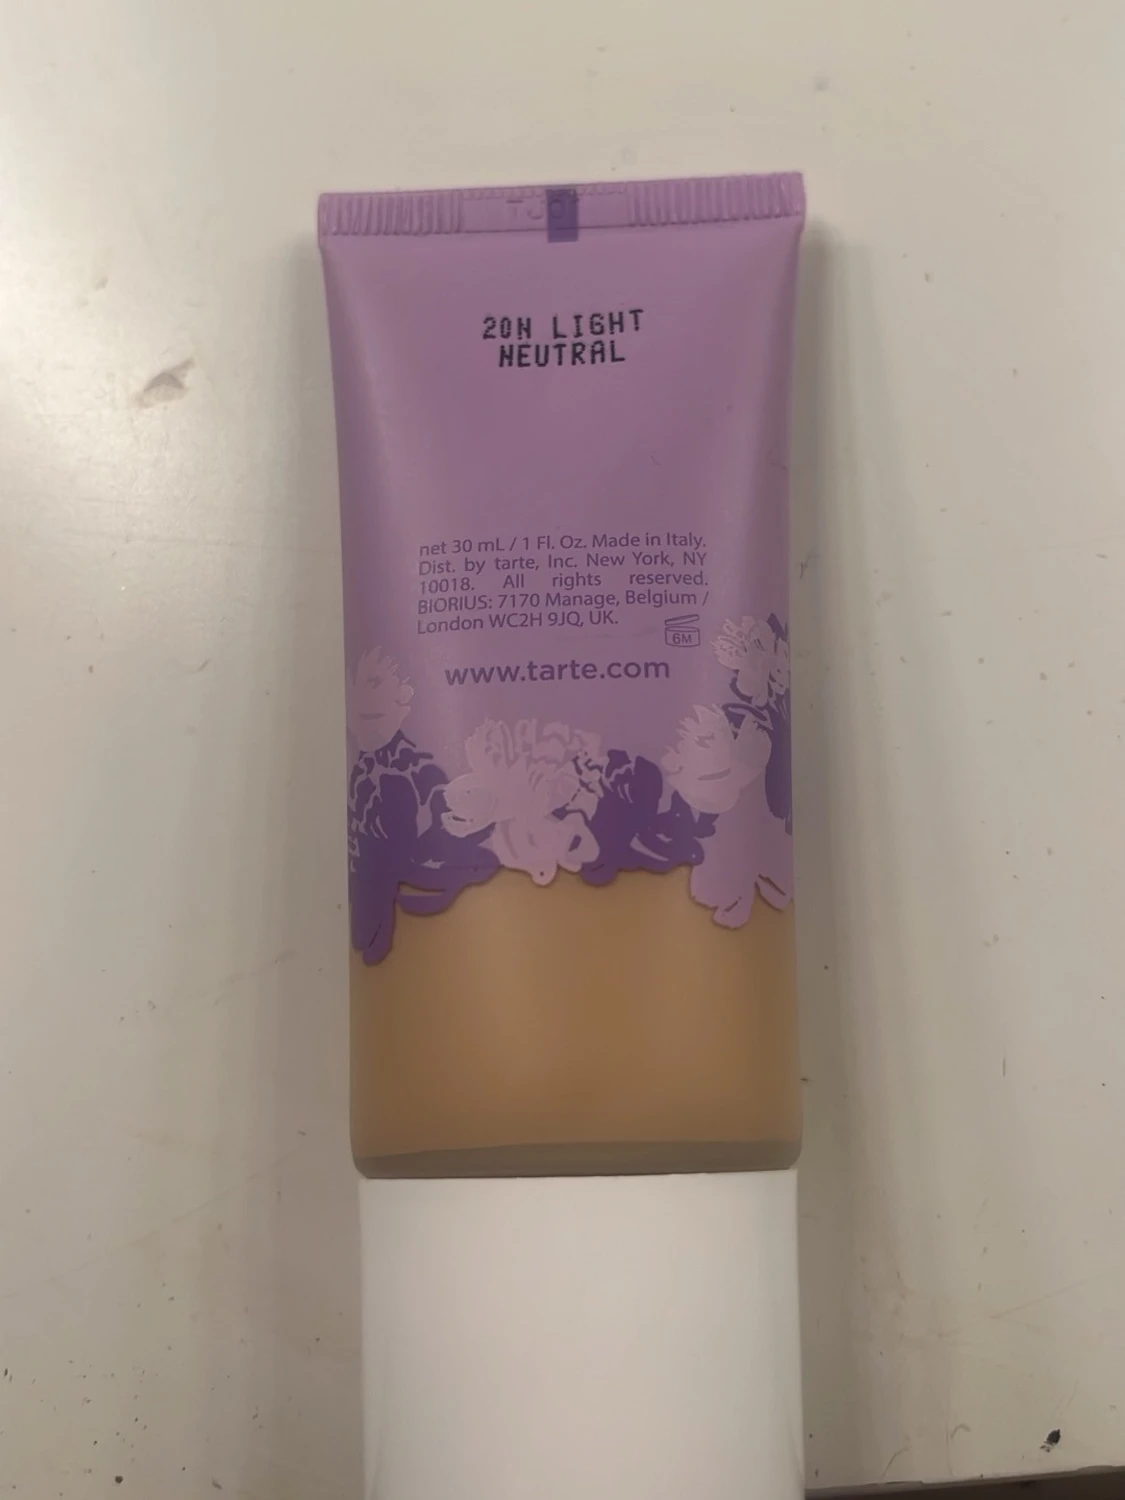 20N LIGHT
NEUTRAL
net 30 mL / 1 Fl. Oz. Made in Italy.
Dist. by tarte, Inc. New York, NY
10018. All rights reserved.
BIORIUS: 7170 Manage, Belgium /
London WC2H 9JQ, UK.
6M
www.tarte.com